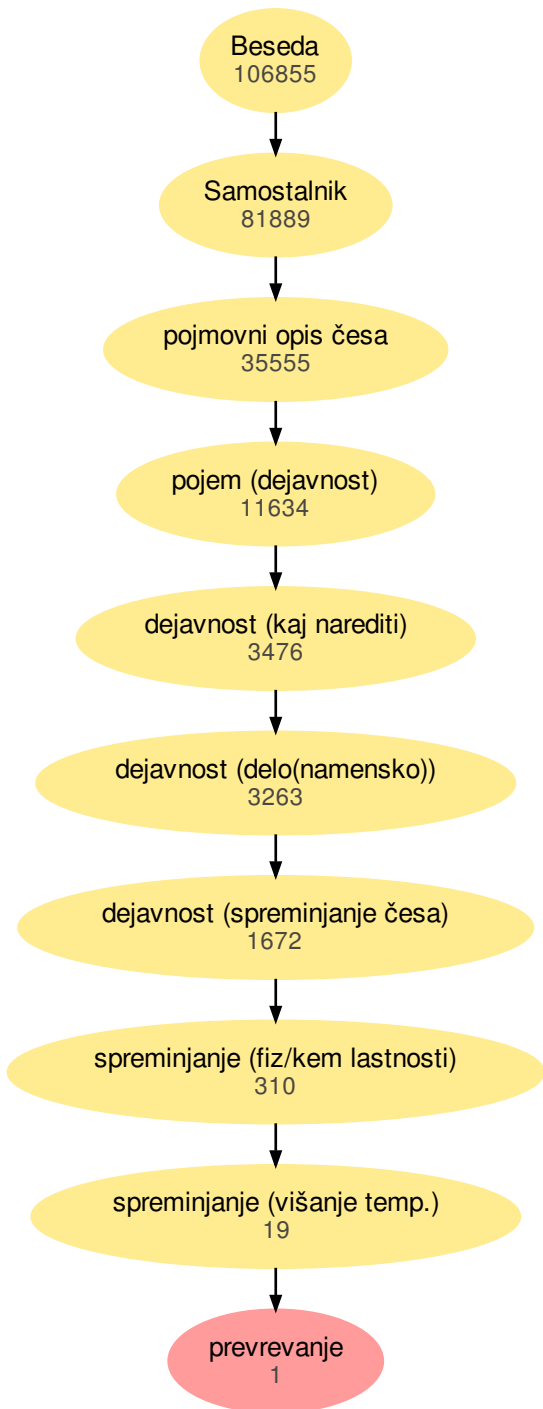 Beseda
106855
Samostalnik
81889
pojmovni opis česa
35555
pojem (dejavnost)
11634
dejavnost (kaj narediti)
3476
dejavnost (delo(namensko))
3263
dejavnost (spreminjanje česa)
1672
spreminjanje (fiz/kem lastnosti)
310
spreminjanje (višanje temp.)
19
prevrevanje
1